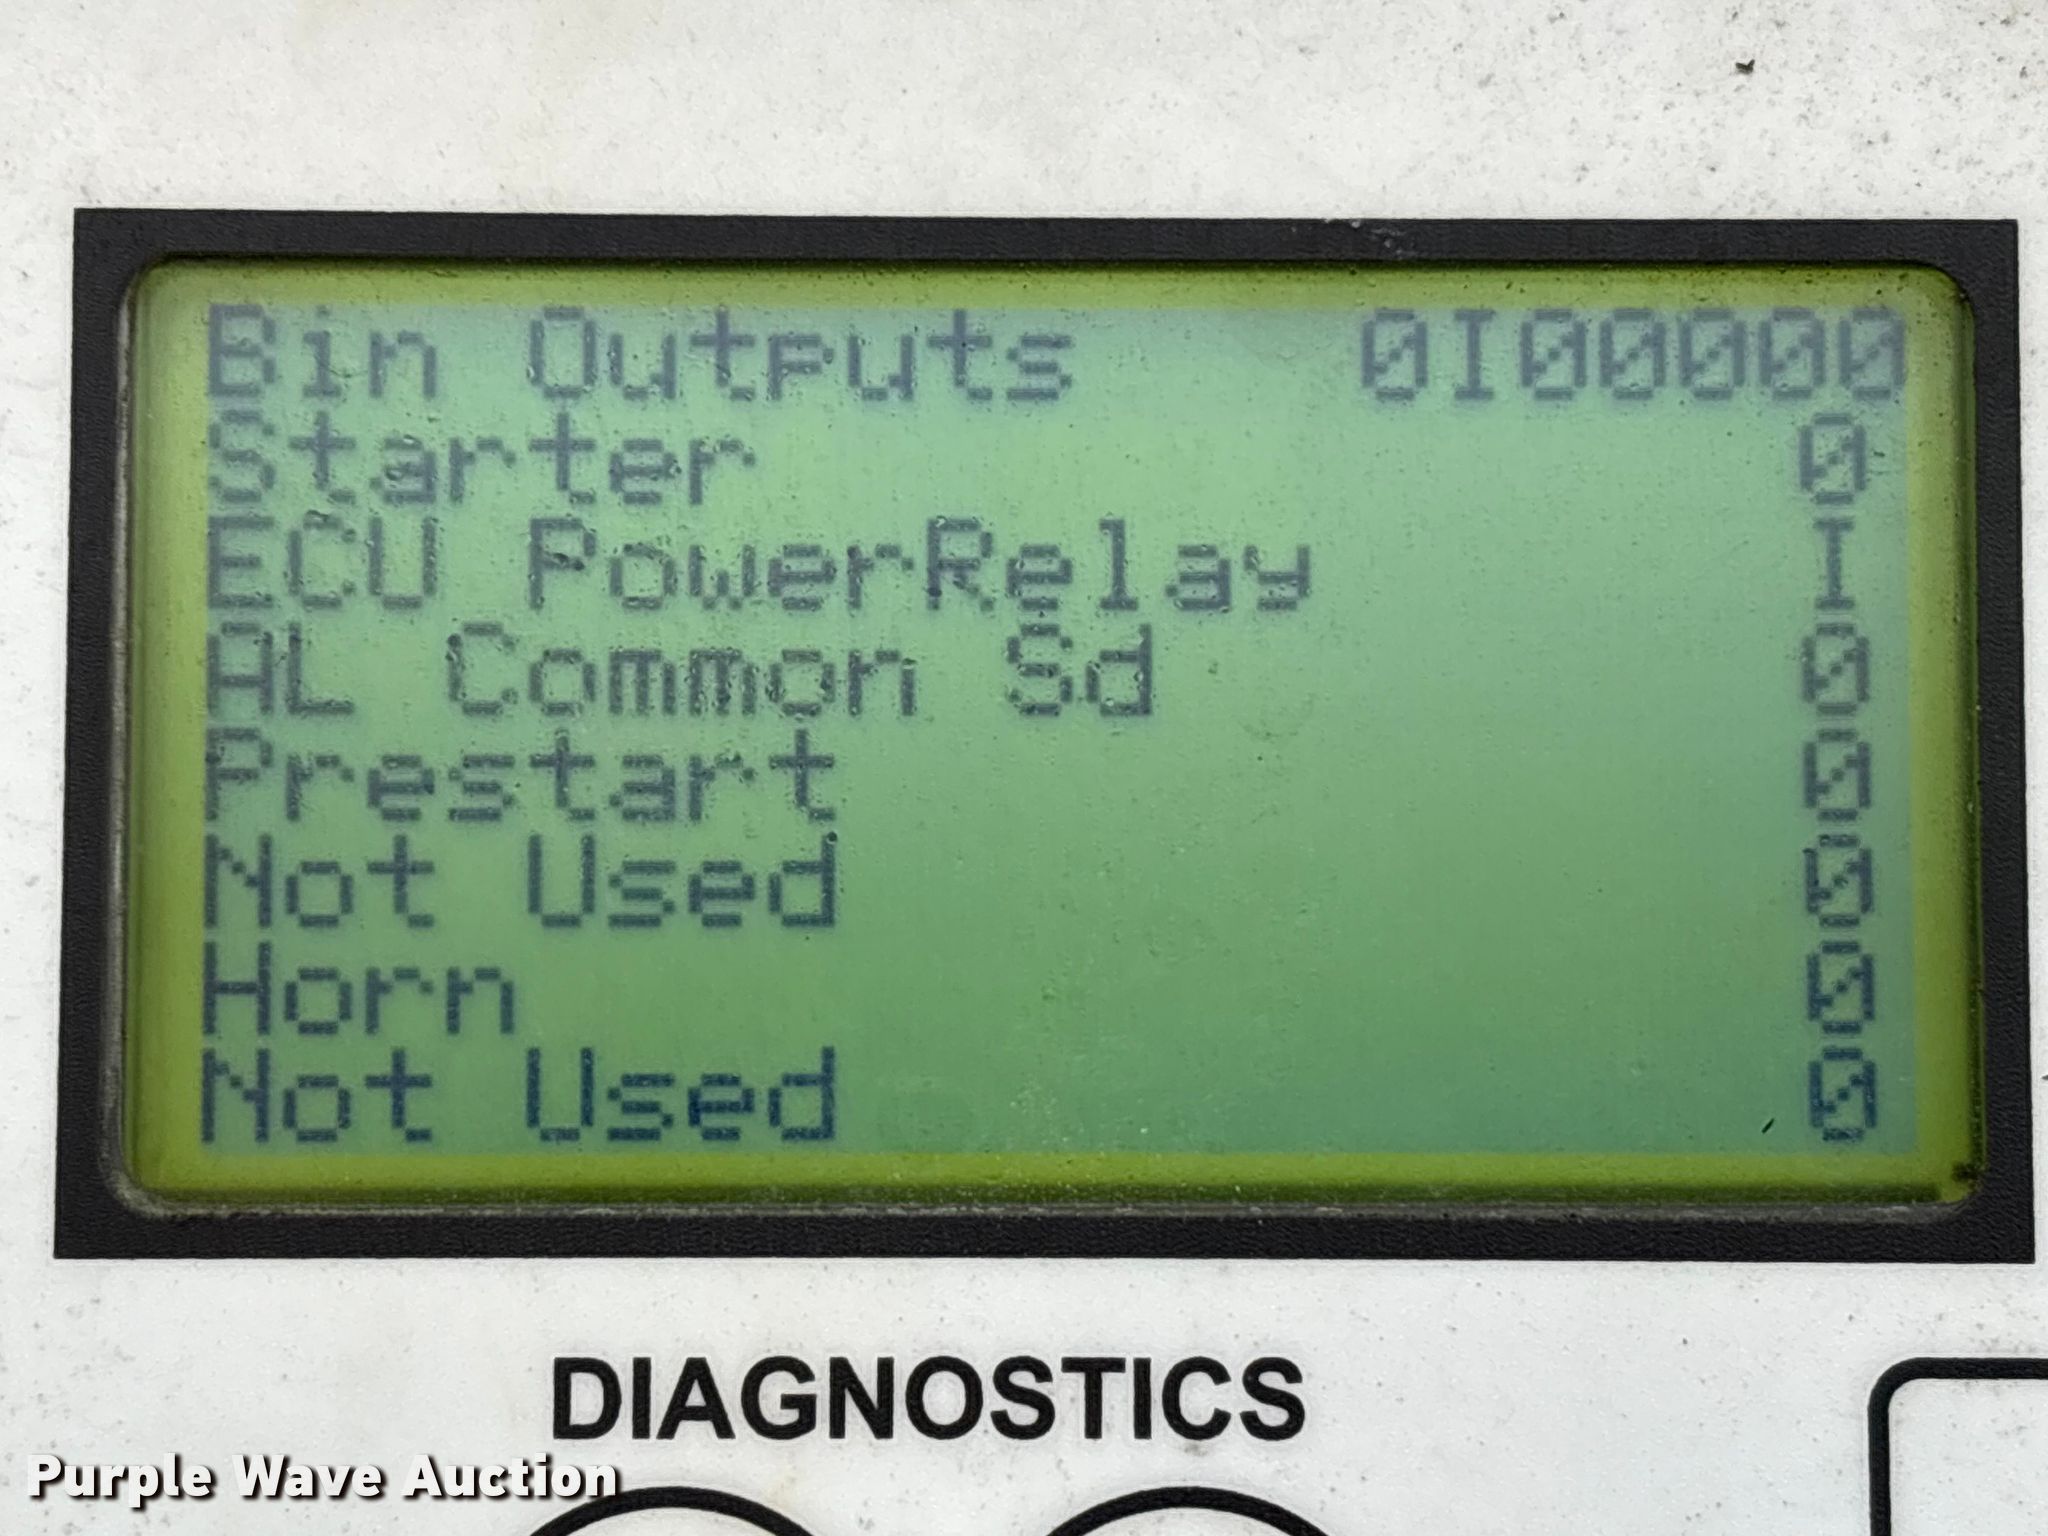 Bin Outputs 0I00000
Starter 0
ECU PowerRelay I
AL Common Sd 0
Prestart 0
Not Used 0
Horn 0
Not Used 0
DIAGNOSTICS
Purple Wave Auction